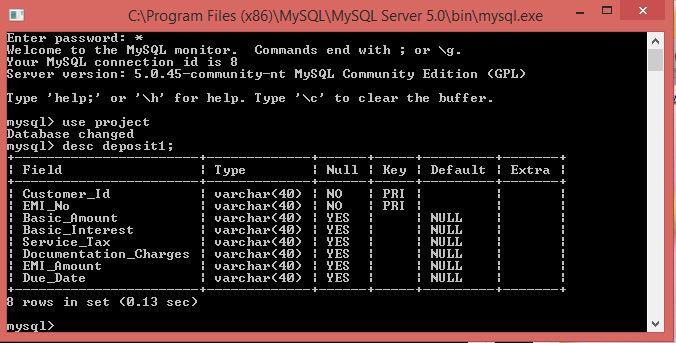 C:\Program Files (x86)\MySQL\MySQL Server 5.0\bin\mysql.exe
Enter password: *
Welcome to the MySQL monitor.  Commands end with ; or \g.
Your MySQL connection id is 8
Server version: 5.0.45-community-nt MySQL Community Edition (GPL)
Type 'help;' or '\h' for help. Type '\c' to clear the buffer.
mysql> use project
Database changed
mysql> desc deposit1;
+-----------------------+-------------+------+-----+---------+-------+
| Field                 | Type        | Null | Key | Default | Extra |
+-----------------------+-------------+------+-----+---------+-------+
| Customer_Id           | varchar(40) | NO   | PRI |         |       |
| EMI_No                | varchar(40) | NO   | PRI |         |       |
| Basic_Amount          | varchar(40) | YES  |     | NULL    |       |
| Basic_Interest        | varchar(40) | YES  |     | NULL    |       |
| Service_Tax           | varchar(40) | YES  |     | NULL    |       |
| Documentation_Charges | varchar(40) | YES  |     | NULL    |       |
| EMI_Amount            | varchar(40) | YES  |     | NULL    |       |
| Due_Date              | varchar(40) | YES  |     | NULL    |       |
+-----------------------+-------------+------+-----+---------+-------+
8 rows in set (0.13 sec)
mysql>